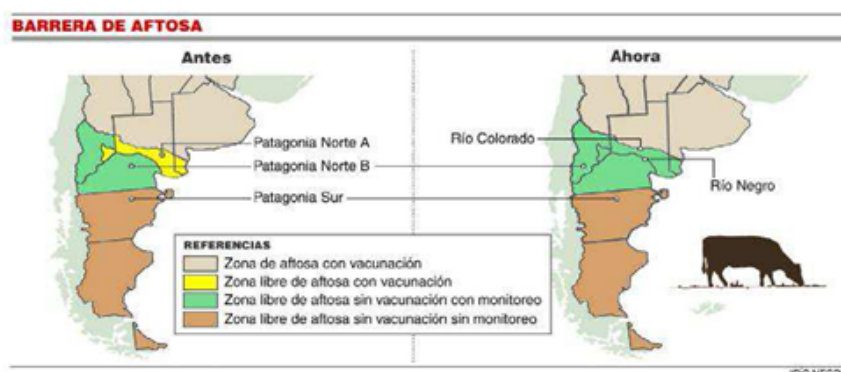 BARRERA DE AFTOSA
Antes
Ahora
Patagonia Norte A
Patagonia Norte B
Patagonia Sur
Río Colorado
Río Negro
REFERENCIAS
Zona de aftosa con vacunación
Zona libre de aftosa con vacunación
Zona libre de aftosa sin vacunación con monitoreo
Zona libre de aftosa sin vacunación sin monitoreo